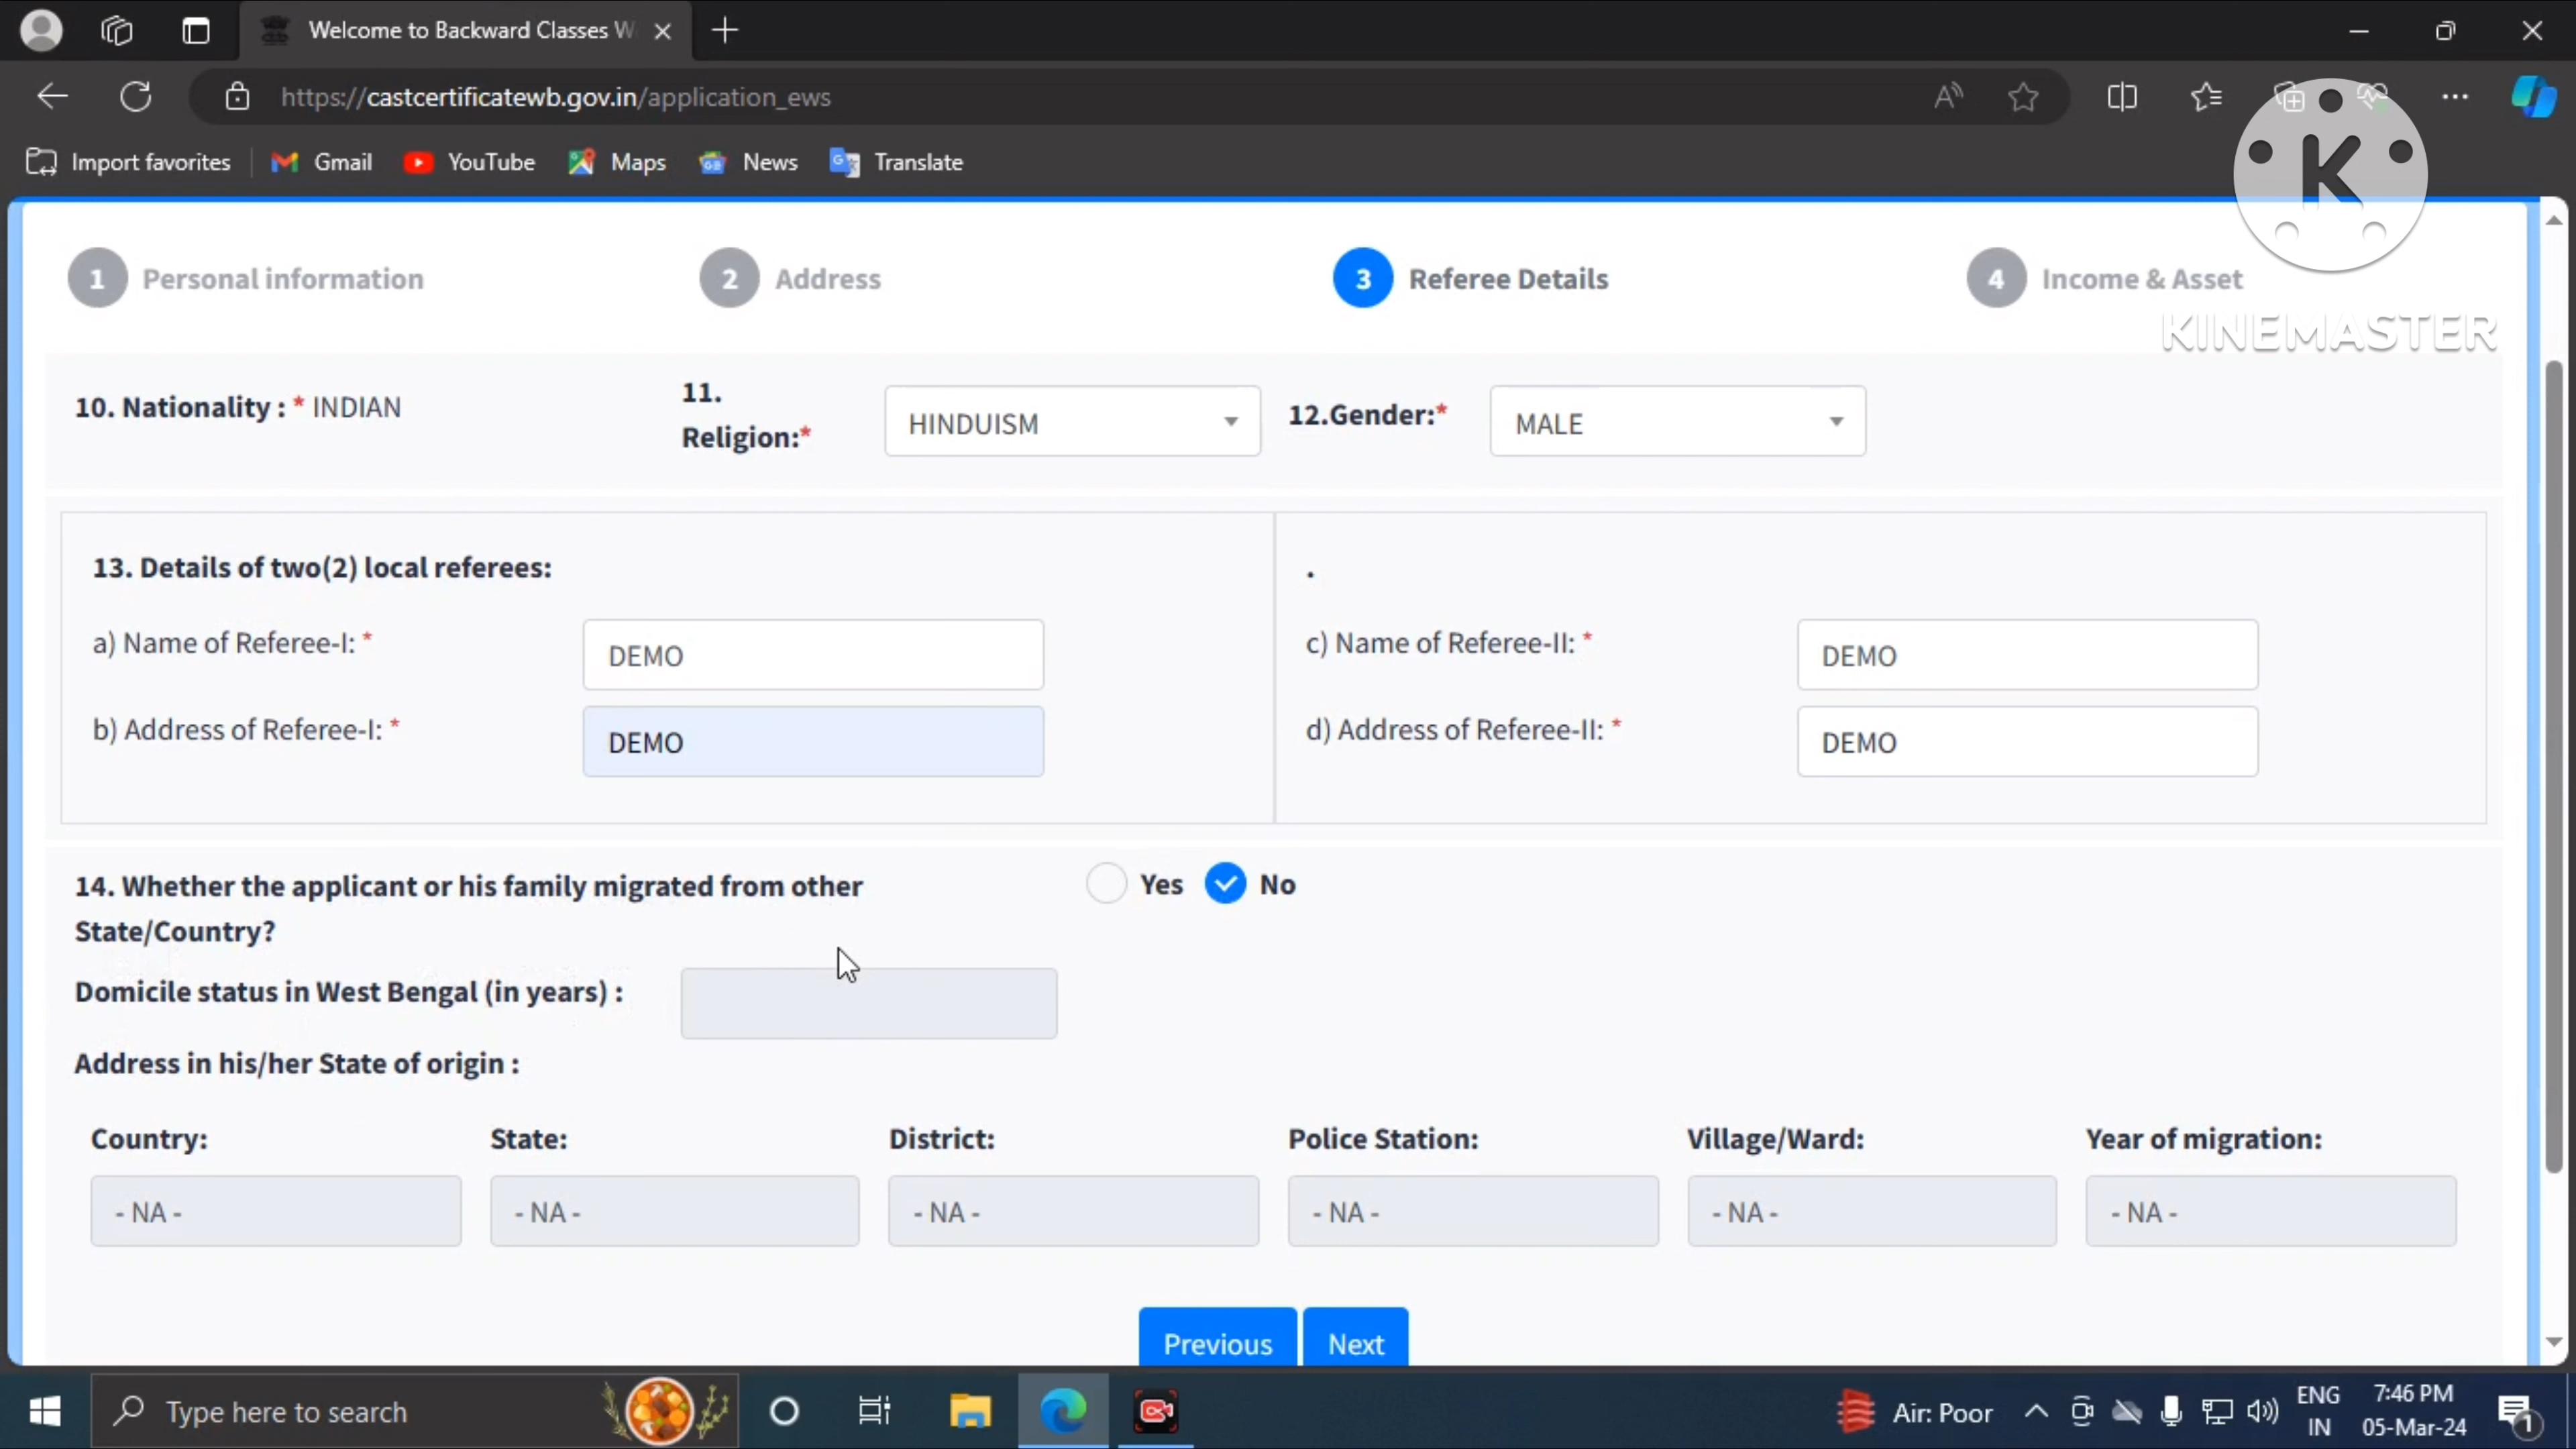 Welcome to Backward Classes W
https://castcertificatewb.gov.in/application_ews
Import favorites Gmail YouTube Maps News Translate
K
KINEMASTER
1 Personal information 2 Address 3 Referee Details 4 Income & Asset
10. Nationality : * INDIAN
11. Religion:* HINDUISM
12.Gender:* MALE
13. Details of two(2) local referees:
.
a) Name of Referee-I: * DEMO
c) Name of Referee-II: * DEMO
b) Address of Referee-I: * DEMO
d) Address of Referee-II: * DEMO
14. Whether the applicant or his family migrated from other
State/Country?
Yes No
Domicile status in West Bengal (in years) :
Address in his/her State of origin :
Country: State: District: Police Station: Village/Ward: Year of migration:
- NA - - NA - - NA - - NA - - NA - - NA -
Previous Next
Type here to search
Air: Poor
ENG
IN
7:46 PM
05-Mar-24
1